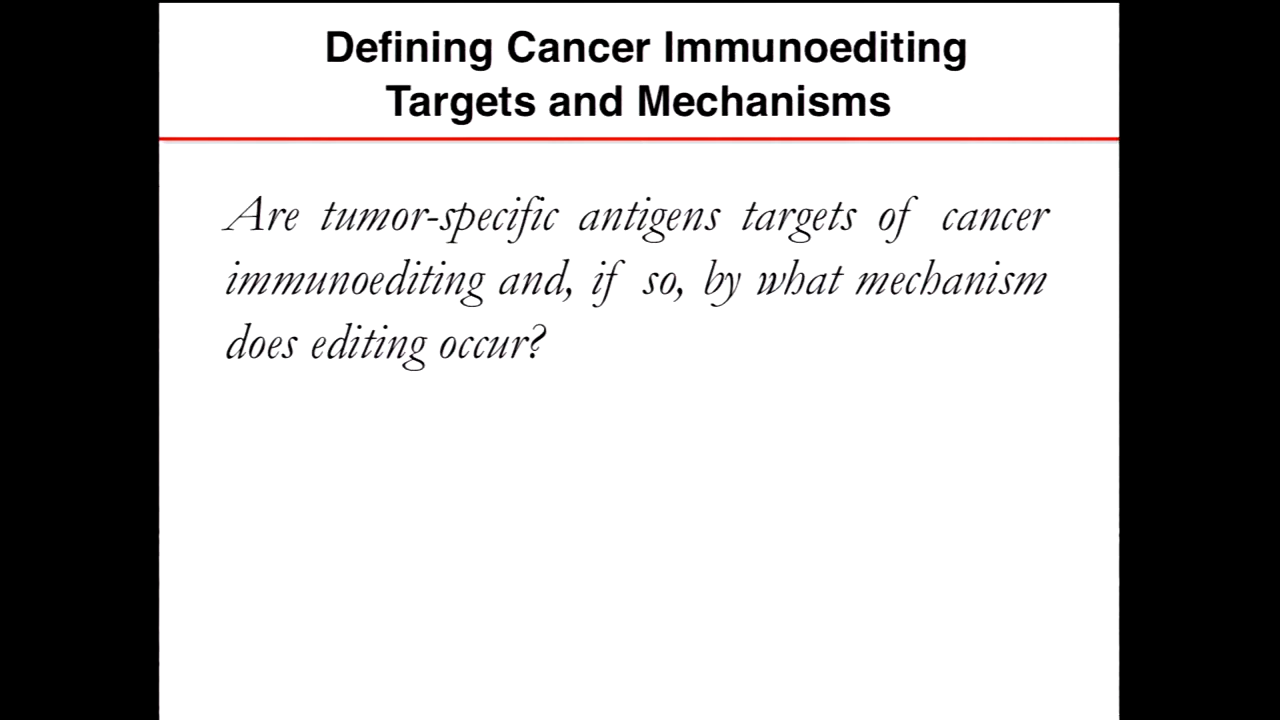 Defining Cancer Immunoediting
Targets and Mechanisms
Are tumor-specific antigens targets of cancer
immunoediting and, if so, by what mechanism
does editing occur?